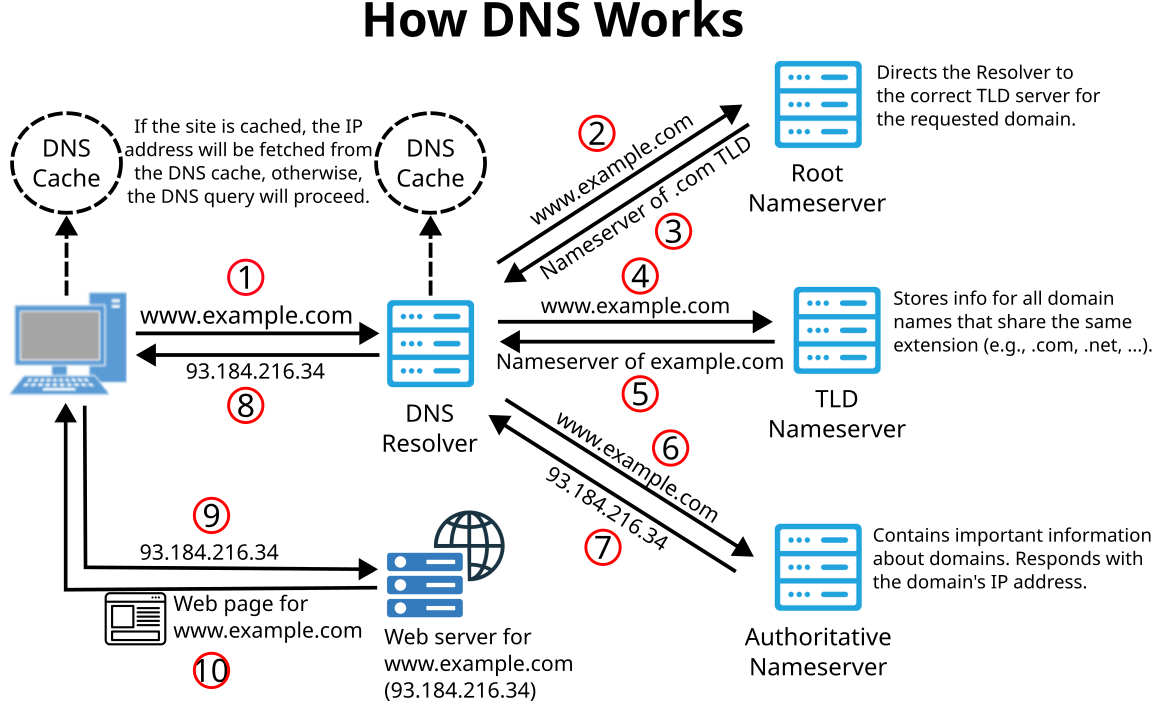 How DNS Works
DNS
Cache
If the site is cached, the IP
address will be fetched from
the DNS cache, otherwise,
the DNS query will proceed.
DNS
Cache
2
www.example.com
Nameserver of .com TLD
3
Root
Nameserver
Directs the Resolver to
the correct TLD server for
the requested domain.
1
www.example.com
93.184.216.34
8
DNS
Resolver
4
www.example.com
Nameserver of example.com
5
TLD
Nameserver
Stores info for all domain
names that share the same
extension (e.g., .com, .net, ...).
6
www.example.com
93.184.216.34
7
Authoritative
Nameserver
Contains important information
about domains. Responds with
the domain's IP address.
9
93.184.216.34
Web page for
www.example.com
10
Web server for
www.example.com
(93.184.216.34)